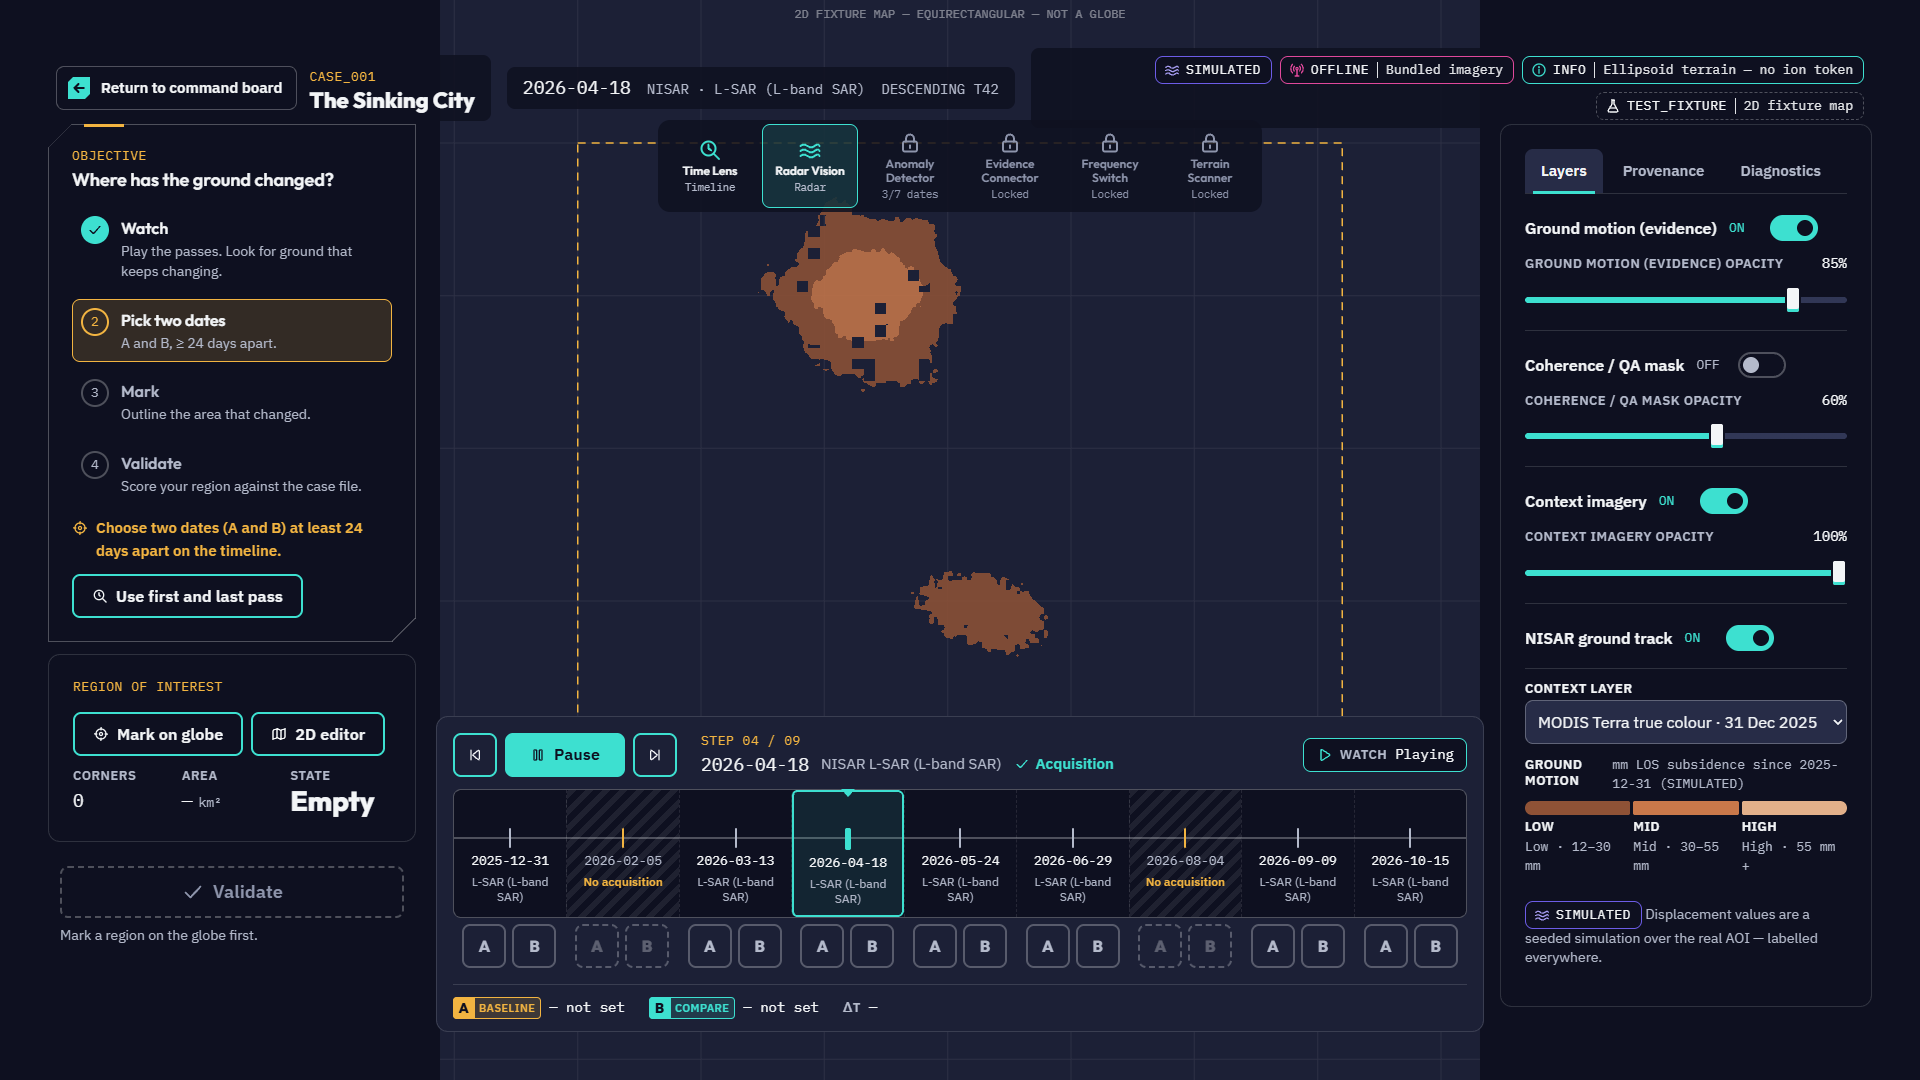 2D FIXTURE MAP — EQUIRECTANGULAR — NOT A GLOBE
Return to command board
CASE_001
The Sinking City
2026-04-18 NISAR · L-SAR (L-band SAR) DESCENDING T42
SIMULATED
OFFLINE Bundled imagery
INFO Ellipsoid terrain — no ion token
TEST_FIXTURE 2D fixture map
OBJECTIVE
Where has the ground changed?
Watch
Play the passes. Look for ground that
keeps changing.
2
Pick two dates
A and B, ≥ 24 days apart.
3
Mark
Outline the area that changed.
4
Validate
Score your region against the case file.
Choose two dates (A and B) at least 24
days apart on the timeline.
Use first and last pass
REGION OF INTEREST
Mark on globe
2D editor
CORNERS AREA STATE
0 — km² Empty
Validate
Mark a region on the globe first.
Time Lens
Timeline
Radar Vision
Radar
Anomaly
Detector
3/7 dates
Evidence
Connector
Locked
Frequency
Switch
Locked
Terrain
Scanner
Locked
Pause
STEP 04 / 09
2026-04-18 NISAR L-SAR (L-band SAR) Acquisition
WATCH Playing
2025-12-31
L-SAR (L-band
SAR)
2026-02-05
No acquisition
2026-03-13
L-SAR (L-band
SAR)
2026-04-18
L-SAR (L-band
SAR)
2026-05-24
L-SAR (L-band
SAR)
2026-06-29
L-SAR (L-band
SAR)
2026-08-04
No acquisition
2026-09-09
L-SAR (L-band
SAR)
2026-10-15
L-SAR (L-band
SAR)
A B A B A B A B A B A B A B A B A B
A BASELINE — not set B COMPARE — not set ΔT —
Layers Provenance Diagnostics
Ground motion (evidence) ON
GROUND MOTION (EVIDENCE) OPACITY 85%
Coherence / QA mask OFF
COHERENCE / QA MASK OPACITY 60%
Context imagery ON
CONTEXT IMAGERY OPACITY 100%
NISAR ground track ON
CONTEXT LAYER
MODIS Terra true colour · 31 Dec 2025
GROUND
MOTION
mm LOS subsidence since 2025-
12-31 (SIMULATED)
LOW
Low · 12–30
mm
MID
Mid · 30–55
mm
HIGH
High · 55 mm
+
SIMULATED Displacement values are a
seeded simulation over the real AOI — labelled
everywhere.